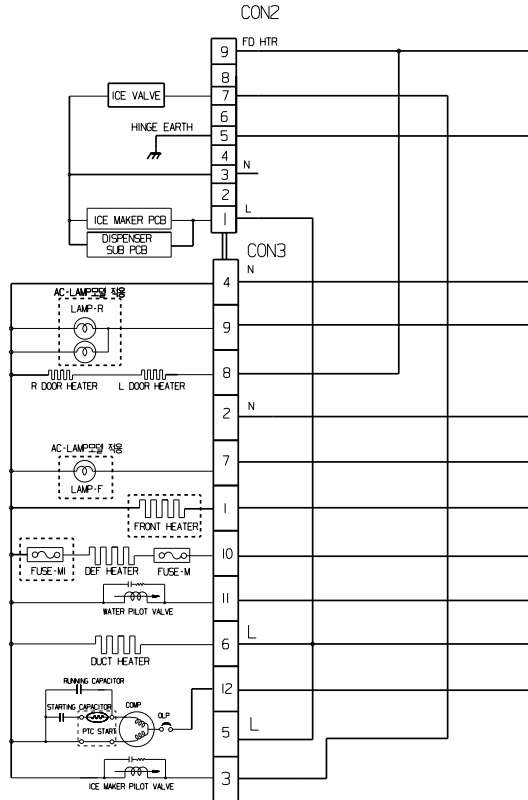 CON2
9 FD HTR
8
ICE VALVE 7
6
HINGE EARTH 5
4
3 N
2
ICE MAKER PCB 1 L
DISPENSER
SUB PCB
CON3
4 N
AC-LAMP모델 적용
LAMP-R
9
8
R DOOR HEATER L DOOR HEATER
2 N
AC-LAMP모델 적용
7
LAMP-F
1
FRONT HEATER
10
FUSE-M1 DEF HEATER FUSE-M
11
WATER PILOT VALVE
6 L
DUCT HEATER
RUNNING CAPACITOR
12
STARTING CAPACITOR COMP OLP
PTC START
5 L
3
ICE MAKER PILOT VALVE